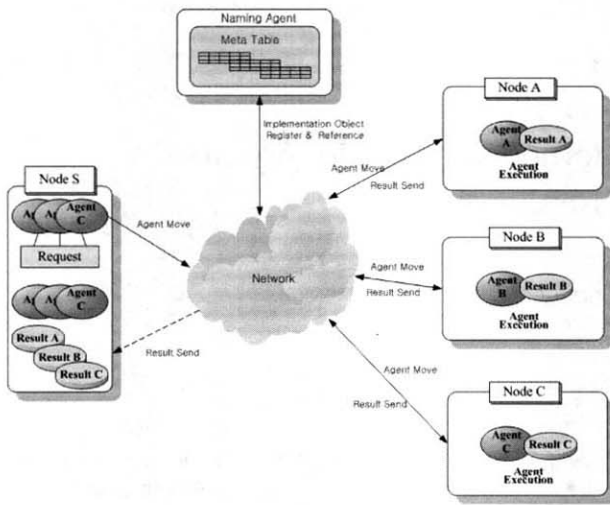 Naming Agent
Meta Table
Implementation Object
Register & Reference
Node S
Agent
C
Request
Agent
C
Result A
Result B
Result C
Agent Move
Result Send
Network
Agent Move
Result Send
Node A
Agent
A
Result A
Agent
Execution
Agent Move
Result Send
Node B
Agent
B
Result B
Agent
Execution
Agent Move
Result Send
Node C
Agent
C
Result C
Agent
Execution